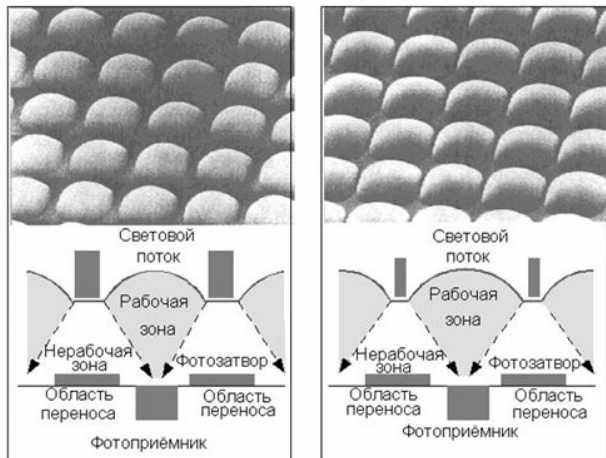 Световой
поток
Рабочая
зона
Нерабочая
зона
Фотозатвор
Область
переноса
Область
переноса
Фотоприёмник
Световой
поток
Рабочая
зона
Нерабочая
зона
Фотозатвор
Область
переноса
Область
переноса
Фотоприёмник